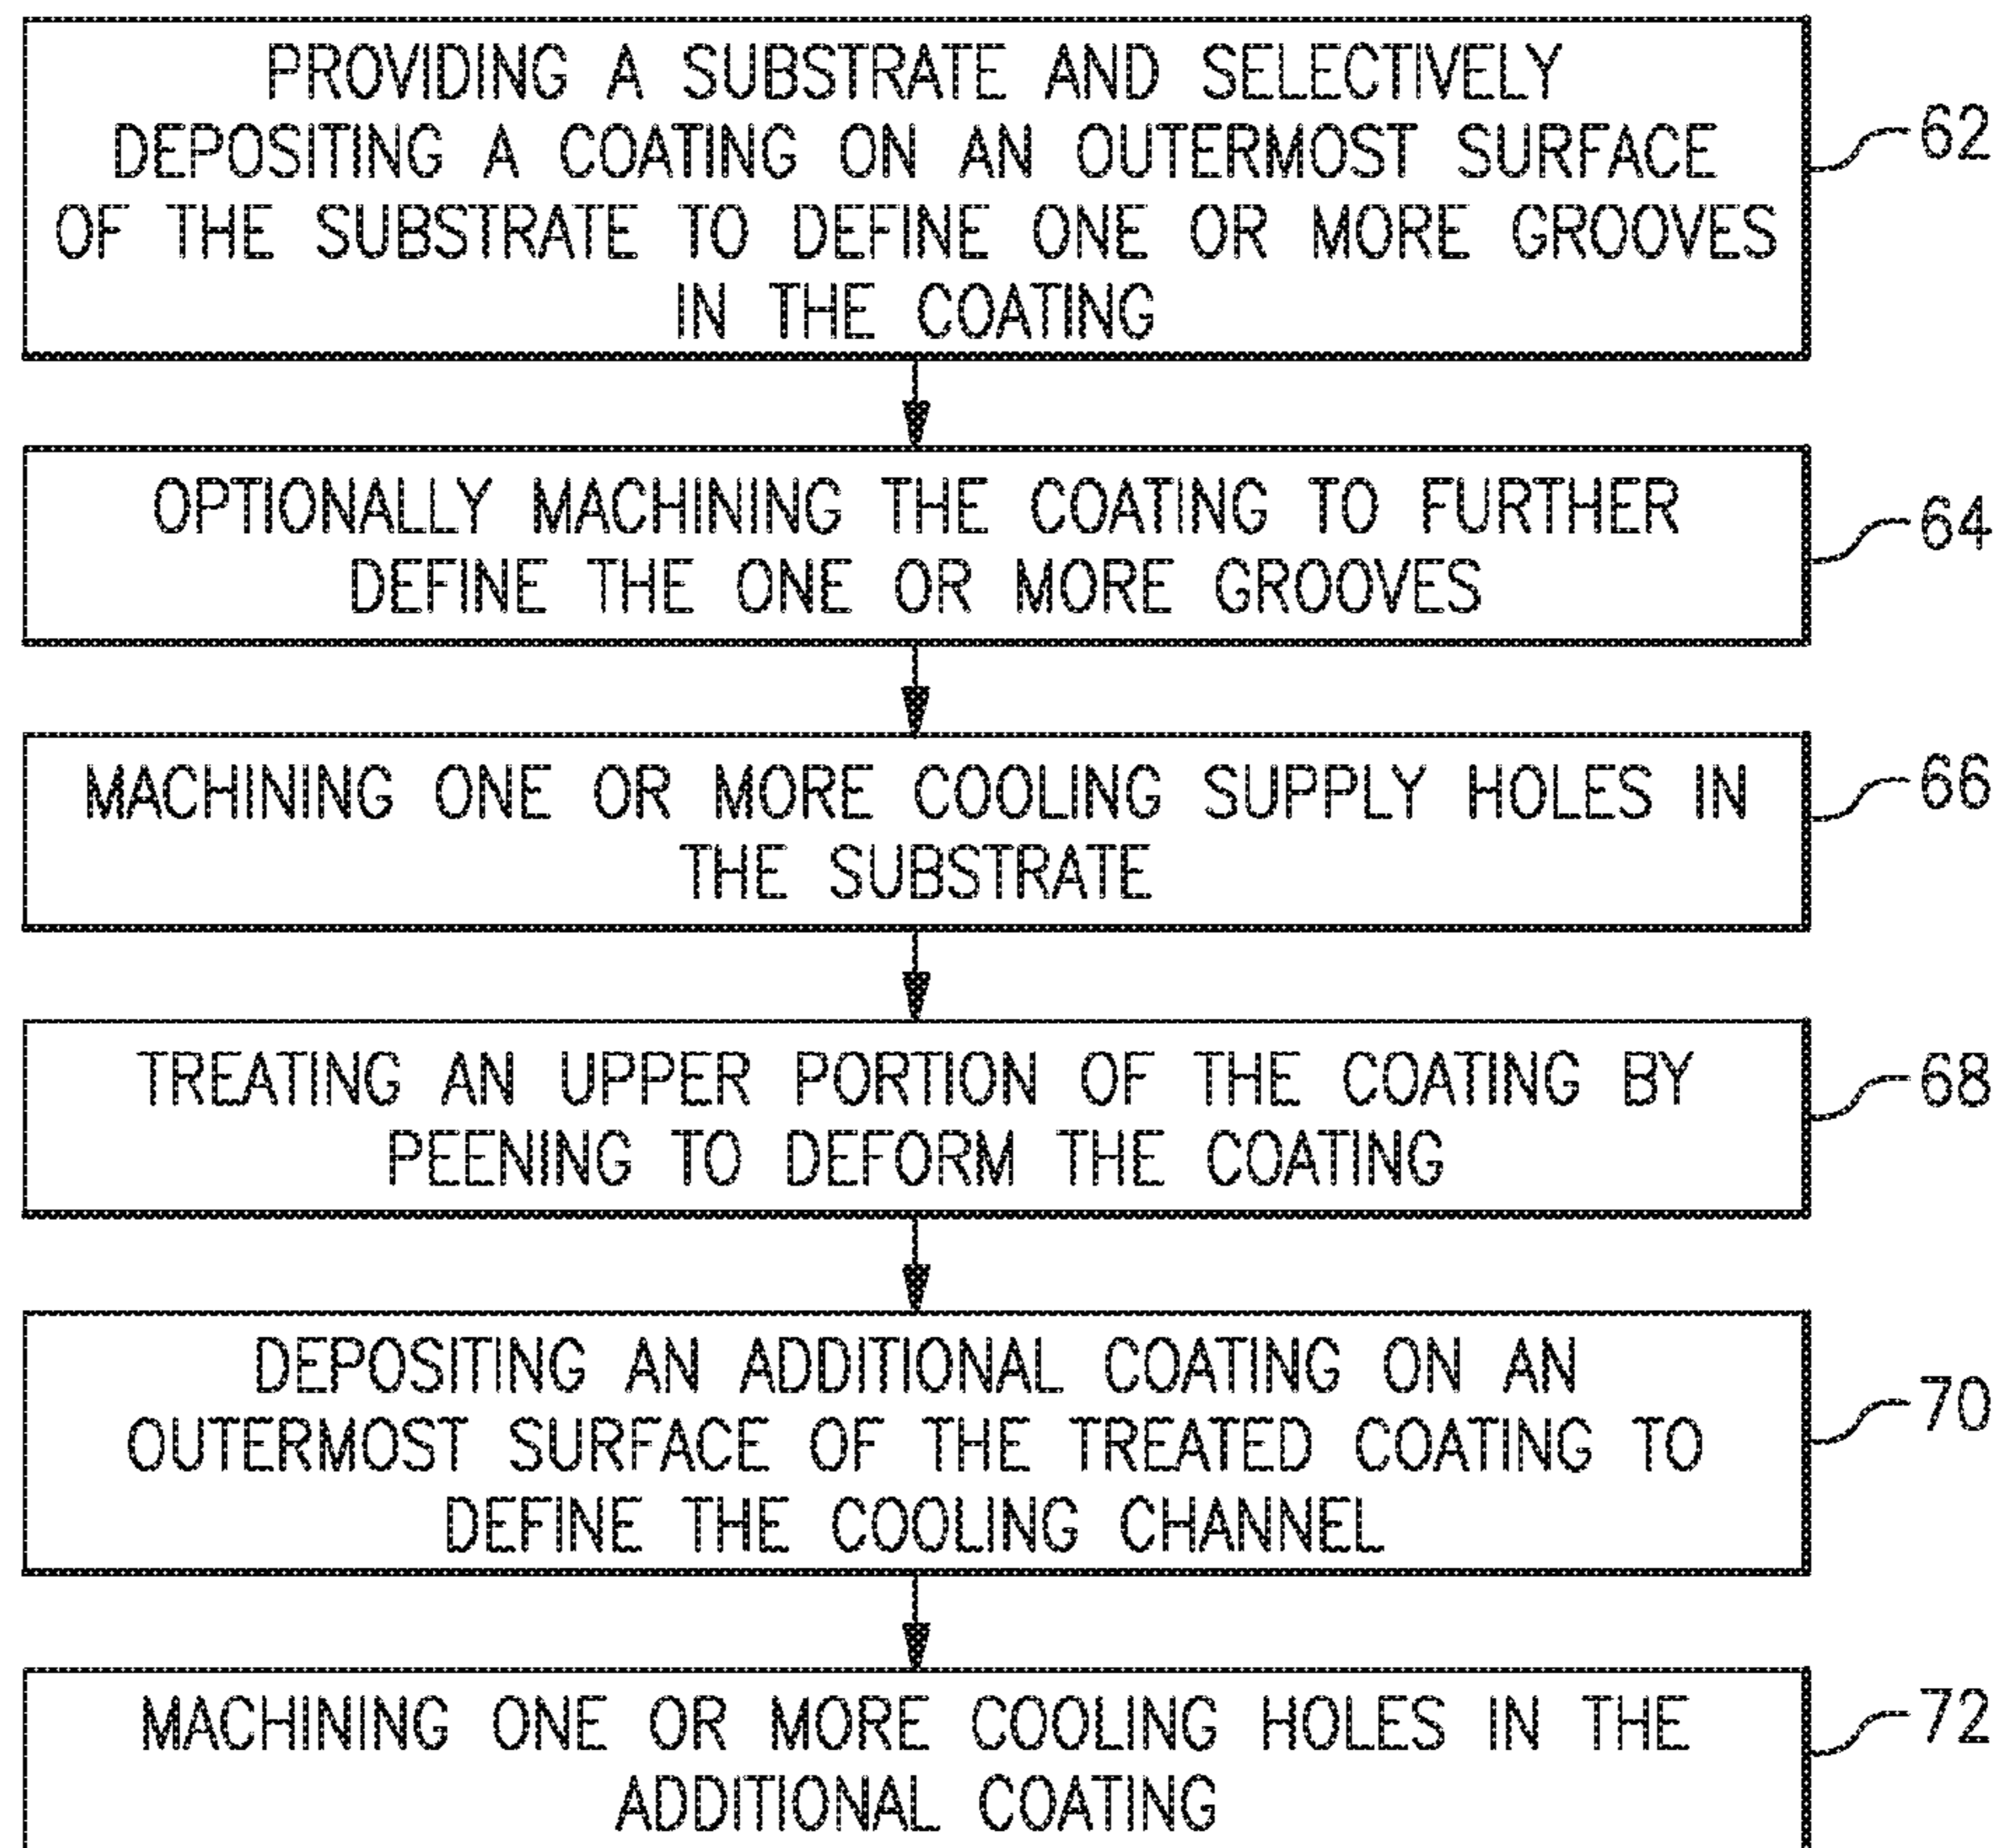 PROVIDING A SUBSTRATE AND SELECTIVELY
DEPOSITING A COATING ON AN OUTERMOST SURFACE
OF THE SUBSTRATE TO DEFINE ONE OR MORE GROOVES
IN THE COATING
62
OPTIONALLY MACHINING THE COATING TO FURTHER
DEFINE THE ONE OR MORE GROOVES
64
MACHINING ONE OR MORE COOLING SUPPLY HOLES IN
THE SUBSTRATE
66
TREATING AN UPPER PORTION OF THE COATING BY
PEENING TO DEFORM THE COATING
68
DEPOSITING AN ADDITIONAL COATING ON AN
OUTERMOST SURFACE OF THE TREATED COATING TO
DEFINE THE COOLING CHANNEL
70
MACHINING ONE OR MORE COOLING HOLES IN THE
ADDITIONAL COATING
72